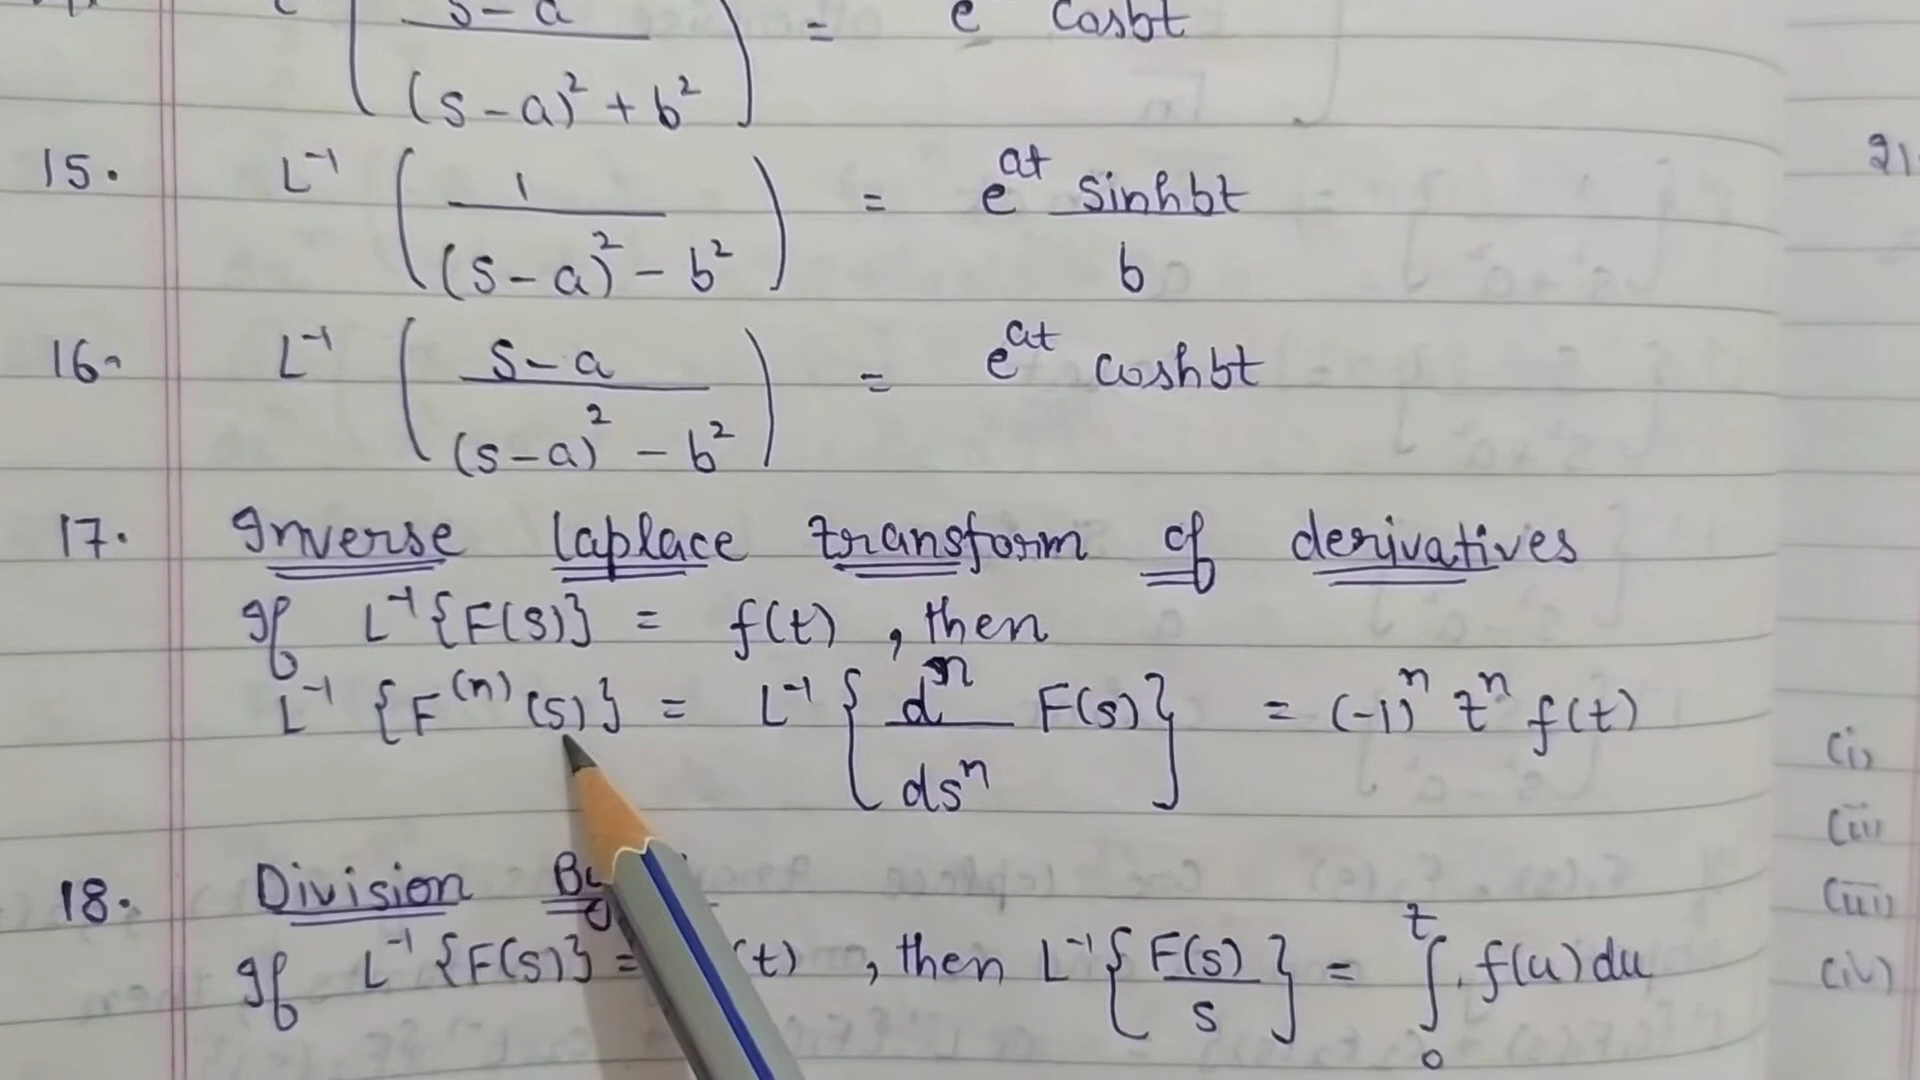 s-a / (s-a)² + b² = e cosbt
15. L⁻¹ ( 1 / (s-a)² - b² ) = e^at sinhbt / b
16. L⁻¹ ( s-a / (s-a)² - b² ) = e^at coshbt
17. Inverse laplace transform of derivatives
If L⁻¹{F(s)} = f(t) , then
L⁻¹ {F⁽ⁿ⁾(s)} = L⁻¹ { dⁿ / dsⁿ F(s)} = (-1)ⁿ tⁿ f(t)
18. Division By
If L⁻¹ {F(s)} = (t) , then L⁻¹ { F(s) / s } = ∫₀ᵗ f(u) du
21.
(i)
(ii)
(iii)
(iv)